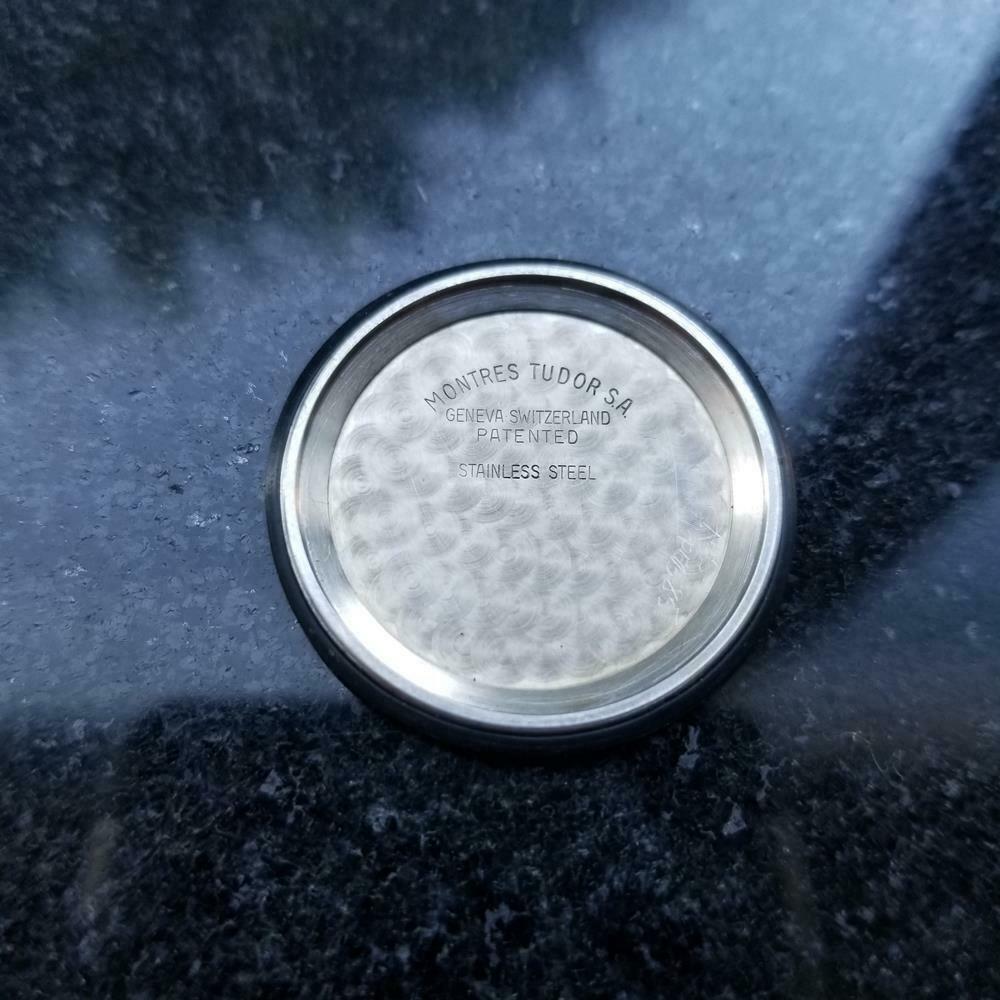 MONTRES TUDOR S.A.
GENEVA SWITZERLAND
PATENTED
STAINLESS STEEL